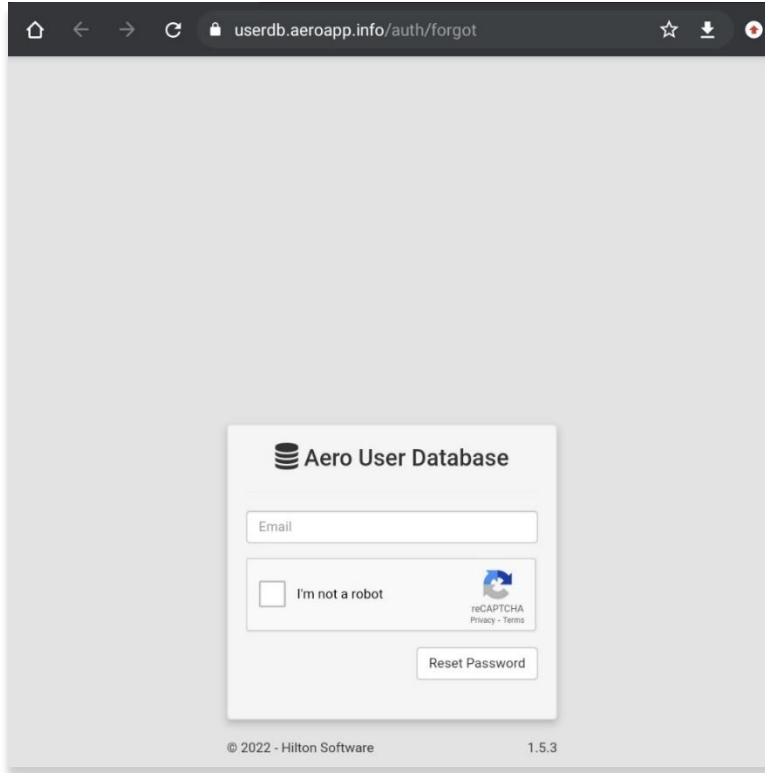 userdb.aeroapp.info/auth/forgot
Aero User Database
Email
I'm not a robot
reCAPTCHA
Privacy - Terms
Reset Password
© 2022 - Hilton Software 1.5.3